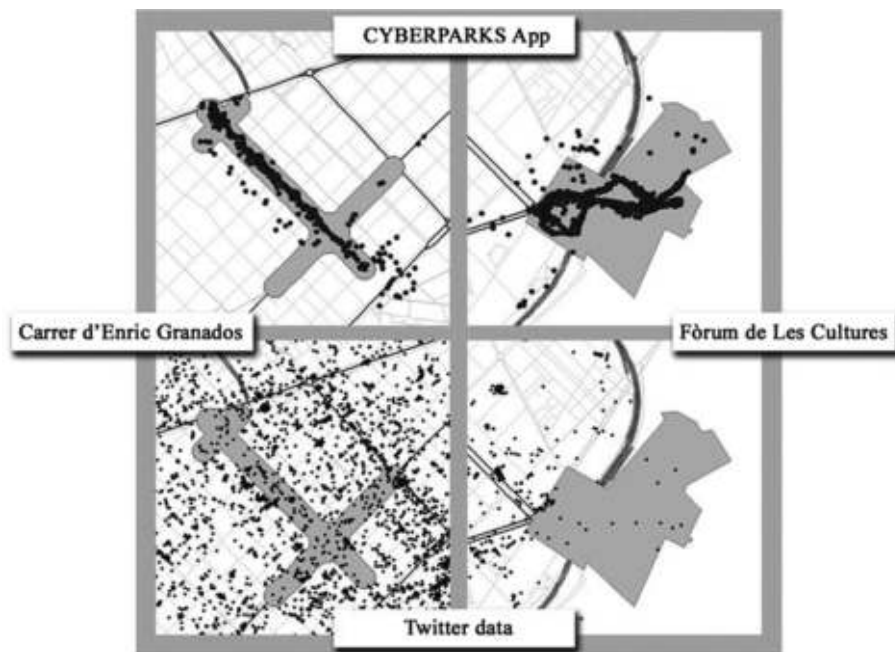 CYBERPARKS App
Carrer d'Enric Granados
Fòrum de Les Cultures
Twitter data